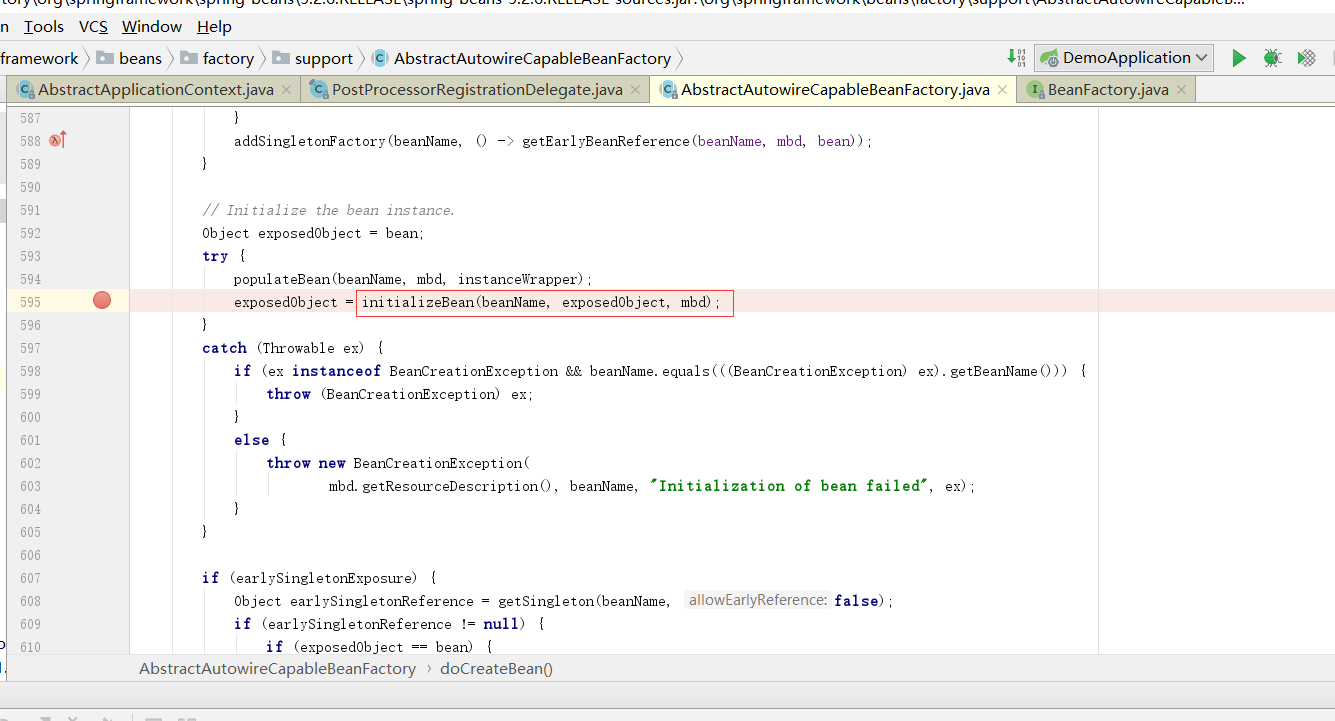 n Tools VCS Window Help
framework beans factory support AbstractAutowireCapableBeanFactory DemoApplication
AbstractApplicationContext.java PostProcessorRegistrationDelegate.java AbstractAutowireCapableBeanFactory.java BeanFactory.java
587 }
588 addSingletonFactory(beanName, () -> getEarlyBeanReference(beanName, mbd, bean));
589 }
590
591 // Initialize the bean instance.
592 Object exposedObject = bean;
593 try {
594 populateBean(beanName, mbd, instanceWrapper);
595 exposedObject = initializeBean(beanName, exposedObject, mbd);
596 }
597 catch (Throwable ex) {
598 if (ex instanceof BeanCreationException && beanName.equals(((BeanCreationException) ex).getBeanName())) {
599 throw (BeanCreationException) ex;
600 }
601 else {
602 throw new BeanCreationException(
603 mbd.getResourceDescription(), beanName, "Initialization of bean failed", ex);
604 }
605 }
606
607 if (earlySingletonExposure) {
608 Object earlySingletonReference = getSingleton(beanName, allowEarlyReference: false);
609 if (earlySingletonReference != null) {
610 if (exposedObject == bean) {
AbstractAutowireCapableBeanFactory › doCreateBean()